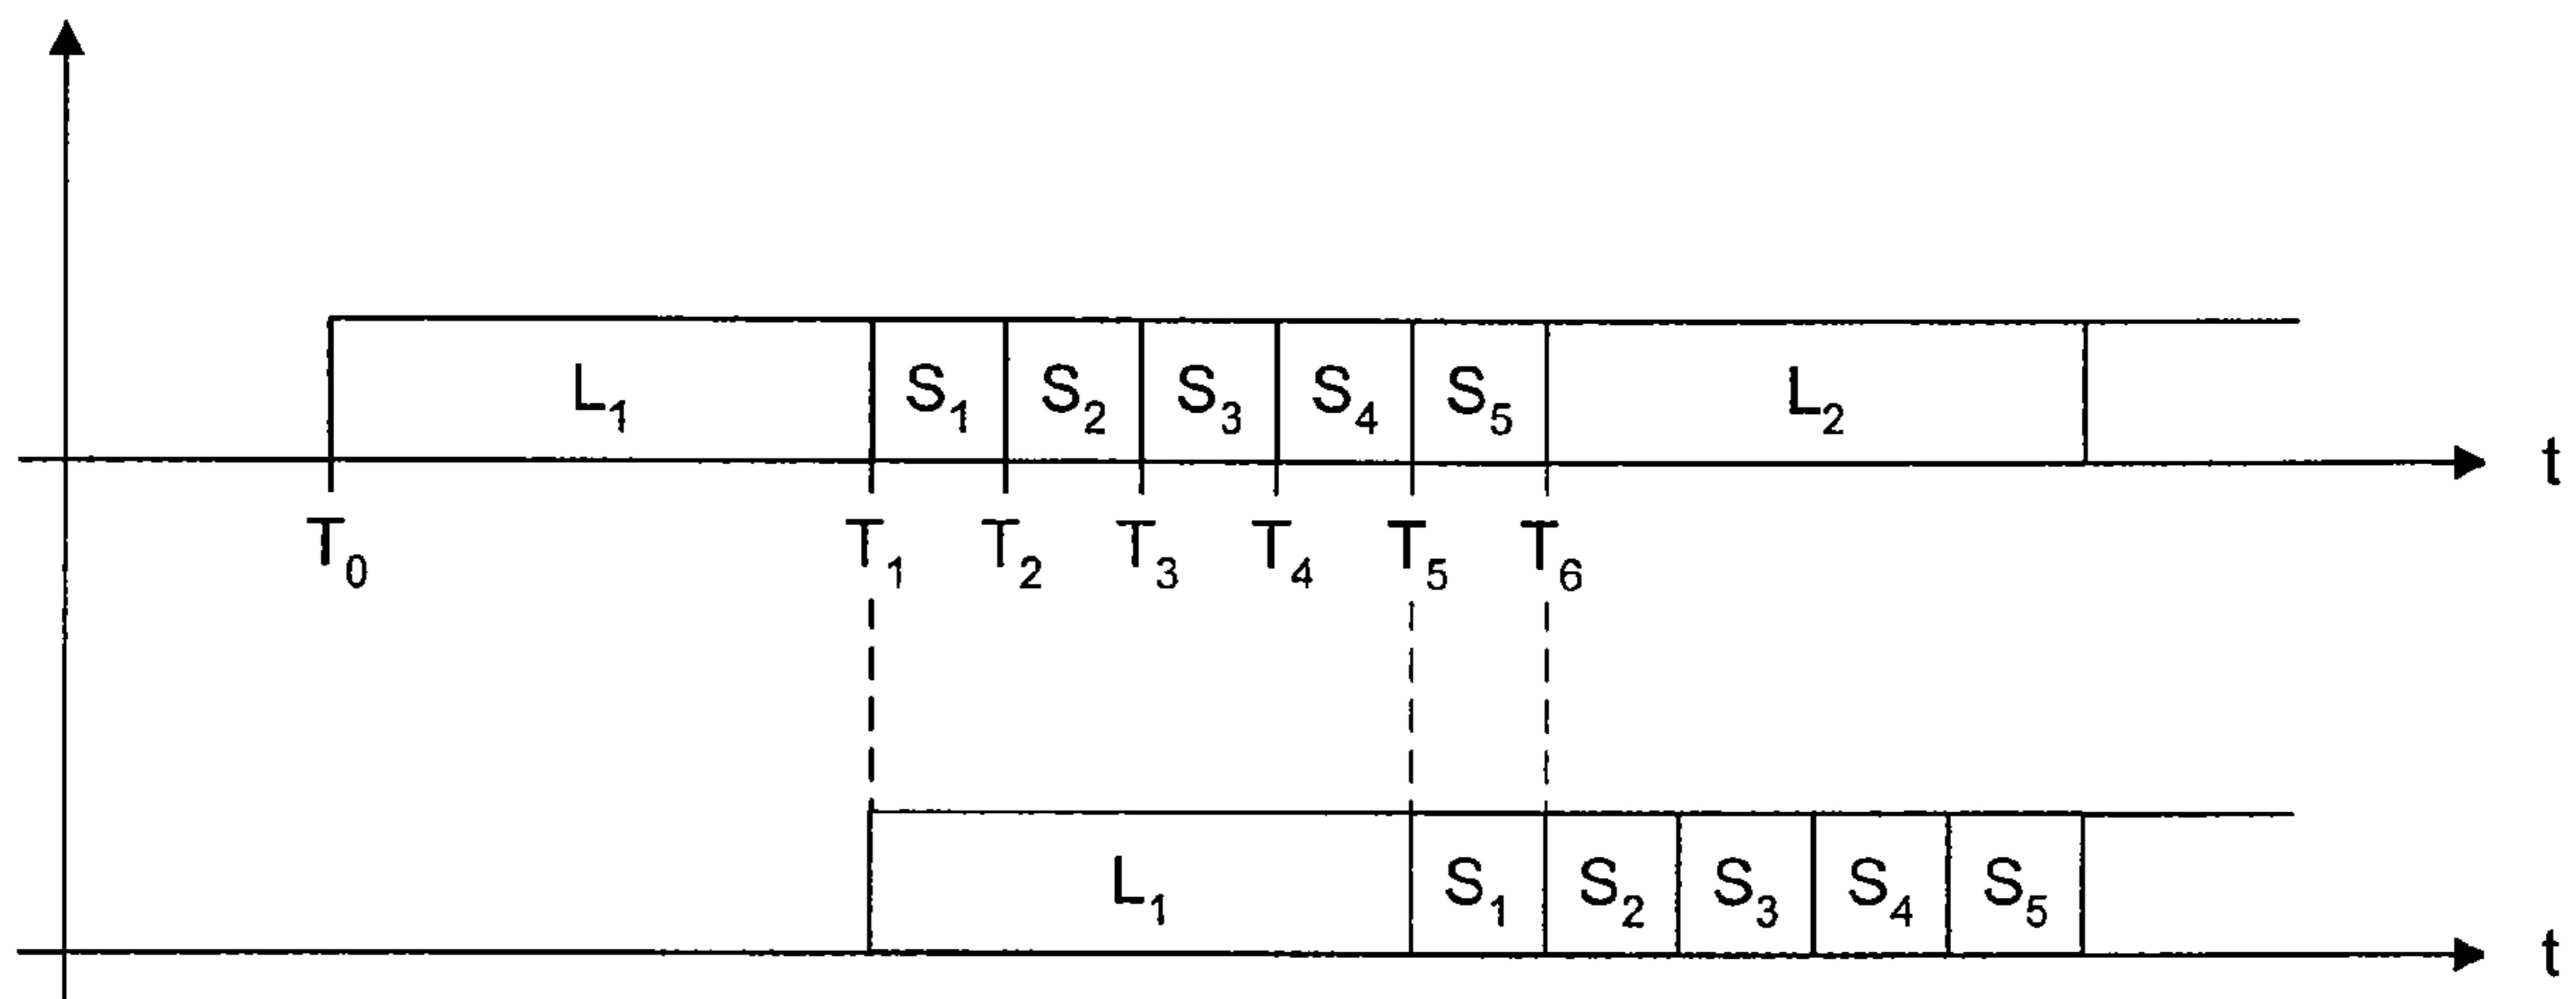 L₁ S₁ S₂ S₃ S₄ S₅ L₂
t
T₀ T₁ T₂ T₃ T₄ T₅ T₆
L₁ S₁ S₂ S₃ S₄ S₅
t